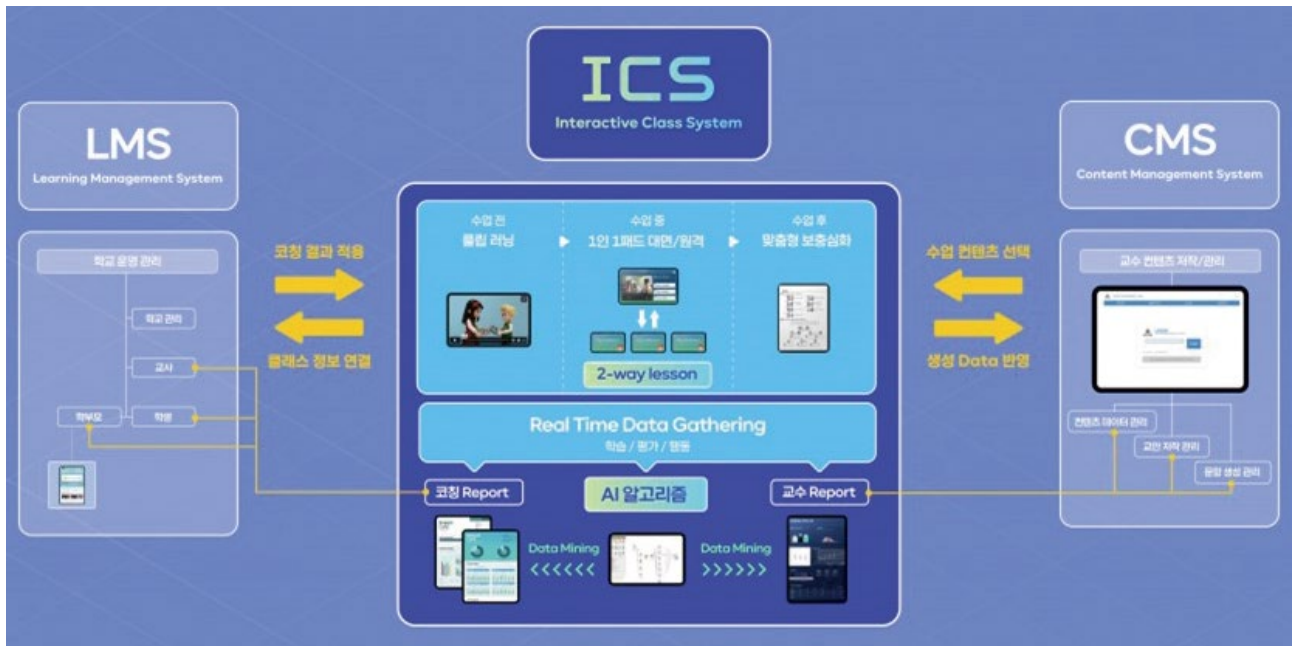 ICS
Interactive Class System
LMS
Learning Management System
CMS
Content Management System
수업 전
클립 러닝
수업 중
1인 1패드 대면/원격
수업 후
맞춤형 보충심화
2-way lesson
학교 운영 관리
학교 관리
교사
학부모
학생
코칭 결과 적용
클래스 정보 연결
수업 컨텐츠 선택
생성 Data 반영
교수 컨텐츠 저작/관리
컨텐츠 데이터 관리
교안 저작 관리
문항 생성 관리
Real Time Data Gathering
학습 / 평가 / 행동
코칭 Report
AI 알고리즘
교수 Report
Data Mining
Data Mining